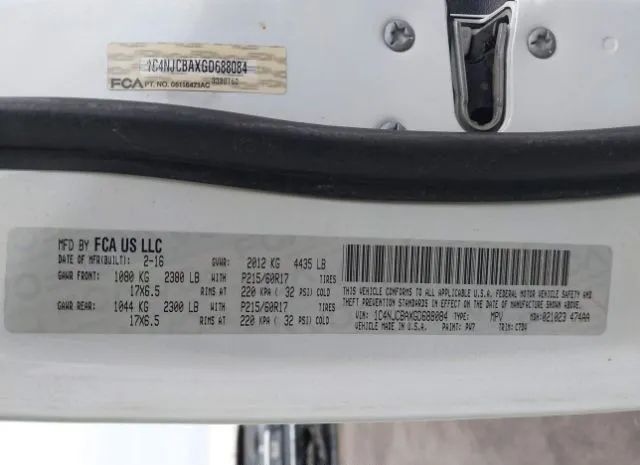 1C4NJCBAXGD688084
FCA PT. NO. 68156421AC
MFD BY FCA US LLC
DATE OF MFR(BUILT): 2-16 GVWR: 2012 KG 4435 LB
GAWR FRONT: 1080 KG 2380 LB WITH P215/60R17 TIRES
17X6.5 RIMS AT 220 KPA ( 32 PSI) COLD
GAWR REAR: 1044 KG 2300 LB WITH P215/60R17 TIRES
17X6.5 RIMS AT 220 KPA ( 32 PSI) COLD
THIS VEHICLE CONFORMS TO ALL APPLICABLE U.S.A. FEDERAL MOTOR VEHICLE SAFETY AND
THEFT PREVENTION STANDARDS IN EFFECT ON THE DATE OF MANUFACTURE SHOWN ABOVE.
VIN: 1C4NJCBAXGD688084 TYPE: MPV MDH:021023 474AA
VEHICLE MADE IN U.S.A. PAINT: PW7 TRIM: